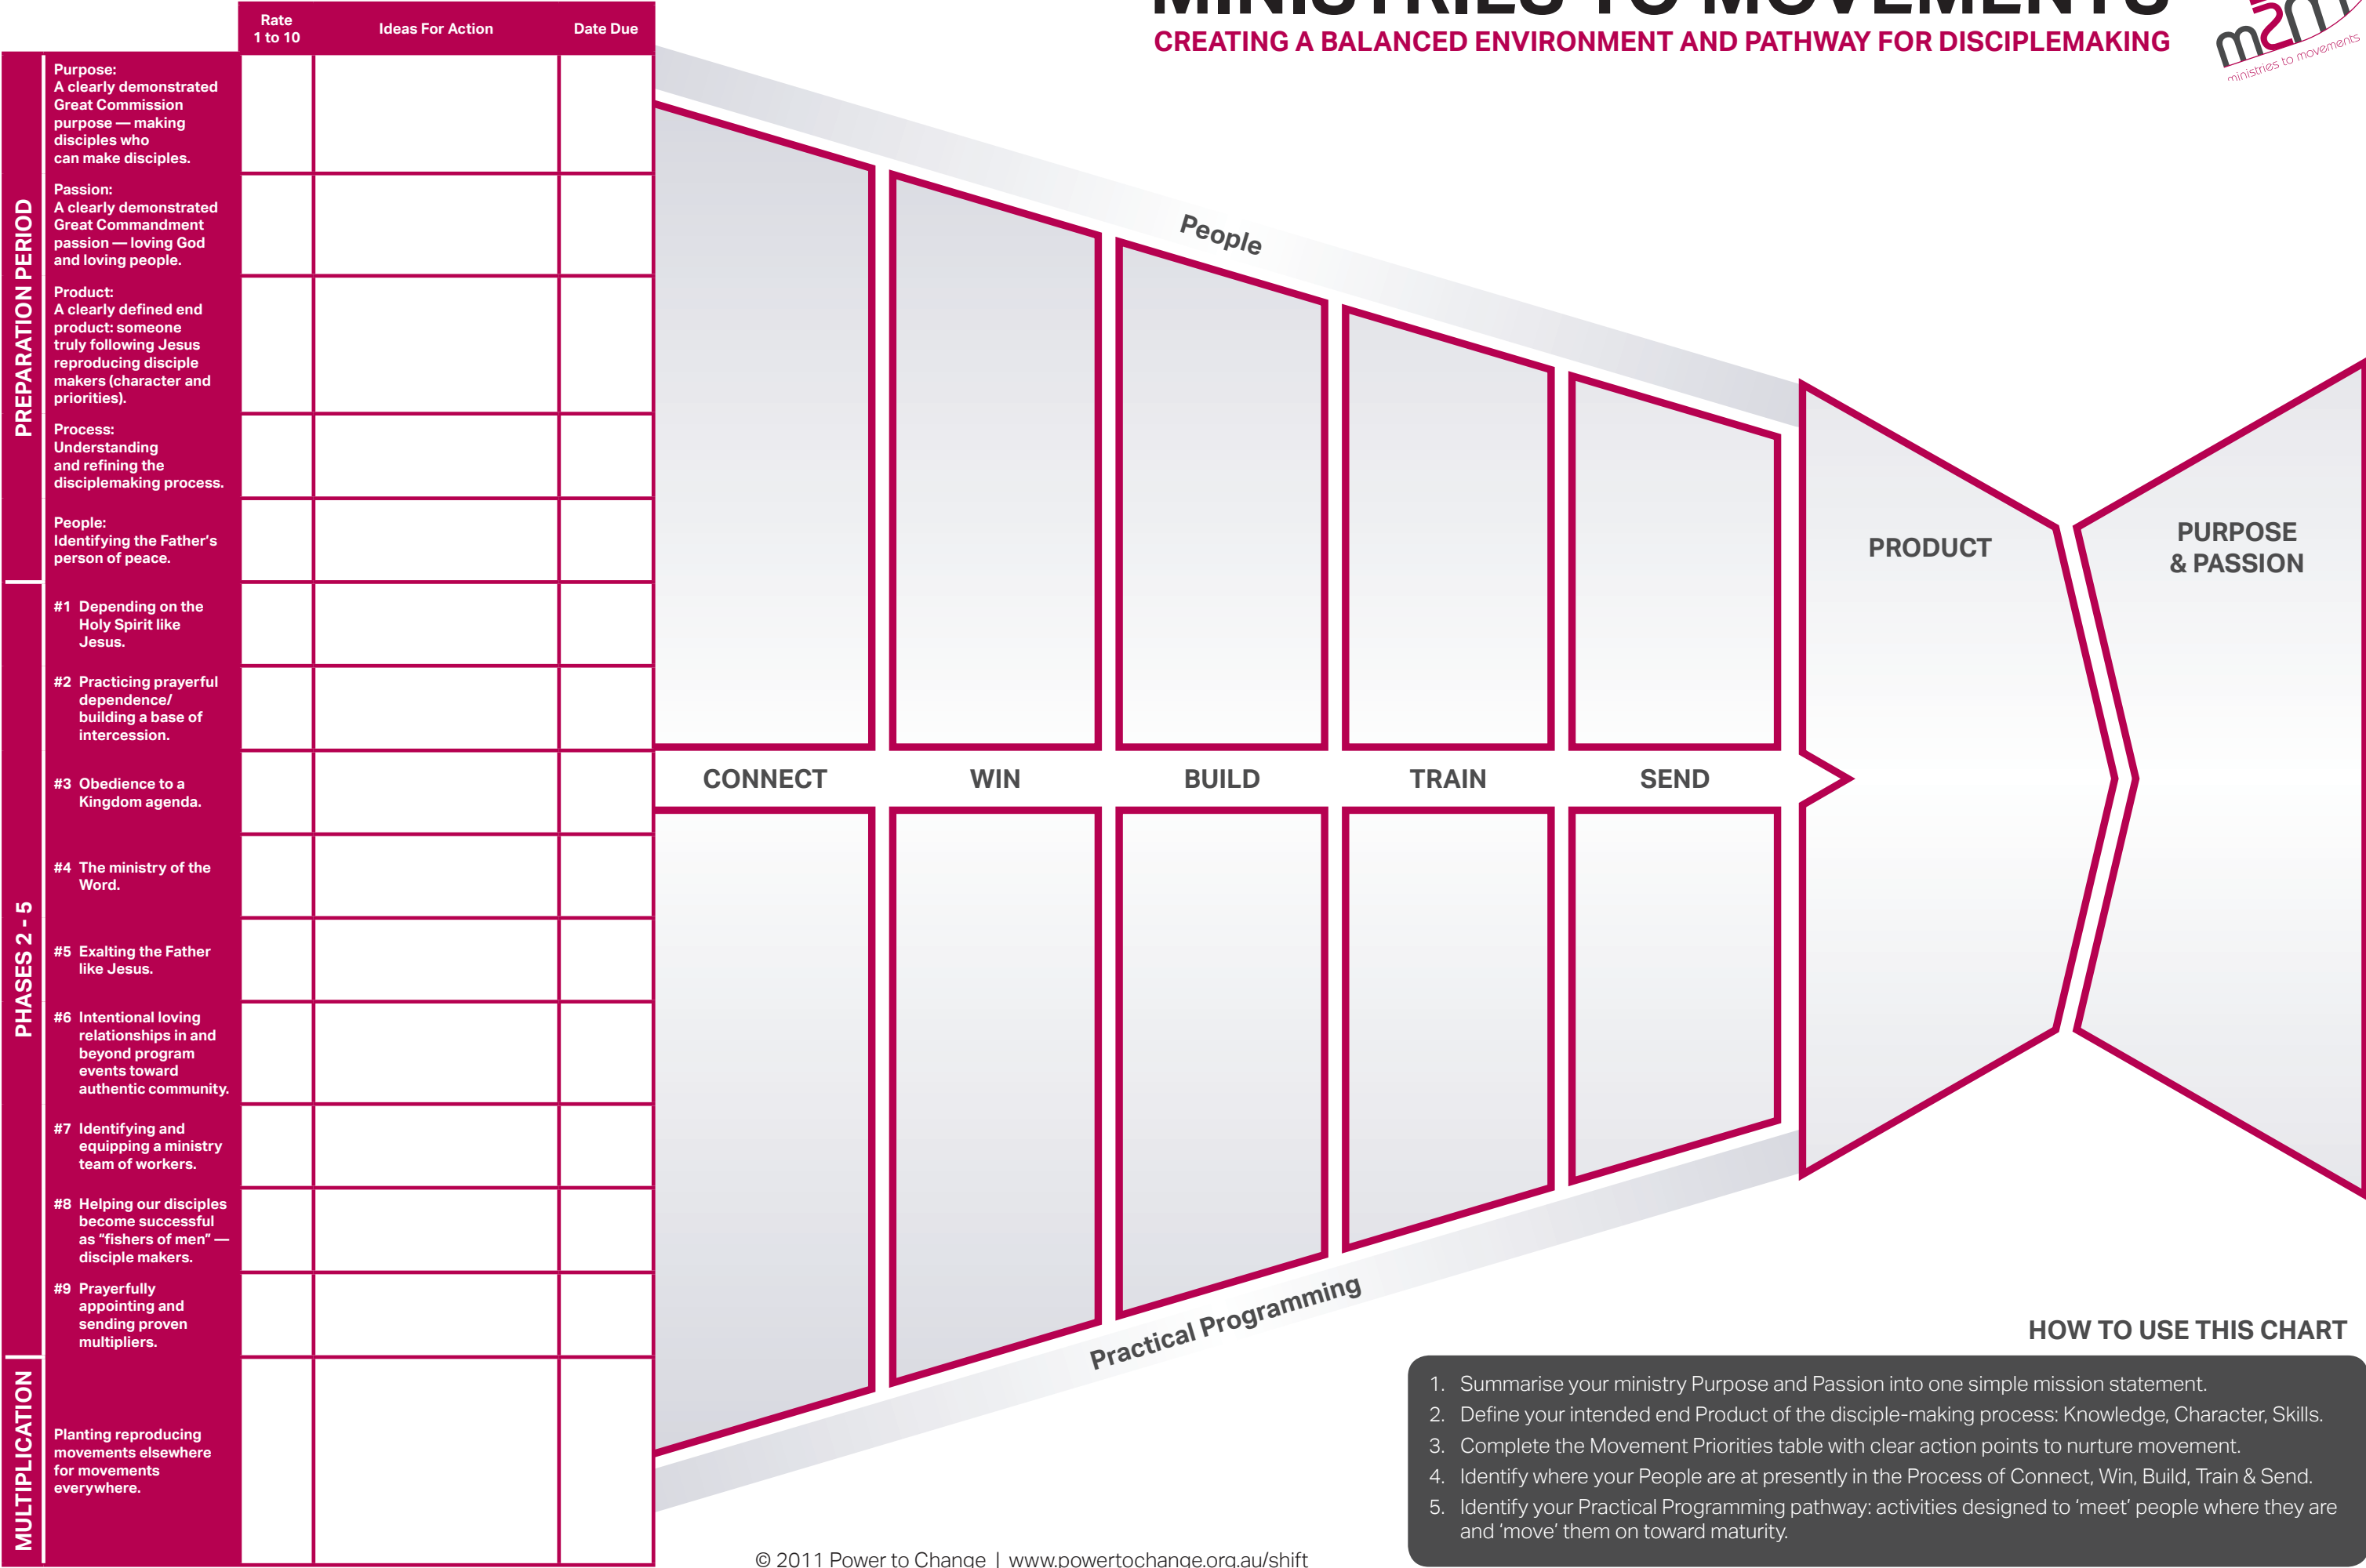 MINISTRIES TO MOVEMENTS
CREATING A BALANCED ENVIRONMENT AND PATHWAY FOR DISCIPLEMAKING
m2m
ministries to movements
Rate
1 to 10
Ideas For Action
Date Due
PREPARATION PERIOD
Purpose:
A clearly demonstrated
Great Commission
purpose — making
disciples who
can make disciples.
Passion:
A clearly demonstrated
Great Commandment
passion — loving God
and loving people.
Product:
A clearly defined end
product: someone
truly following Jesus
reproducing disciple
makers (character and
priorities).
Process:
Understanding
and refining the
disciplemaking process.
People:
Identifying the Father’s
person of peace.
PHASES 2 - 5
#1 Depending on the
Holy Spirit like
Jesus.
#2 Practicing prayerful
dependence/
building a base of
intercession.
#3 Obedience to a
Kingdom agenda.
#4 The ministry of the
Word.
#5 Exalting the Father
like Jesus.
#6 Intentional loving
relationships in and
beyond program
events toward
authentic community.
#7 Identifying and
equipping a ministry
team of workers.
#8 Helping our disciples
become successful
as “fishers of men” —
disciple makers.
#9 Prayerfully
appointing and
sending proven
multipliers.
MULTIPLICATION
Planting reproducing
movements elsewhere
for movements
everywhere.
People
CONNECT
WIN
BUILD
TRAIN
SEND
PRODUCT
PURPOSE
& PASSION
Practical Programming
HOW TO USE THIS CHART
1. Summarise your ministry Purpose and Passion into one simple mission statement.
2. Define your intended end Product of the disciple-making process: Knowledge, Character, Skills.
3. Complete the Movement Priorities table with clear action points to nurture movement.
4. Identify where your People are at presently in the Process of Connect, Win, Build, Train & Send.
5. Identify your Practical Programming pathway: activities designed to ‘meet’ people where they are
and ‘move’ them on toward maturity.
© 2011 Power to Change | www.powertochange.org.au/shift